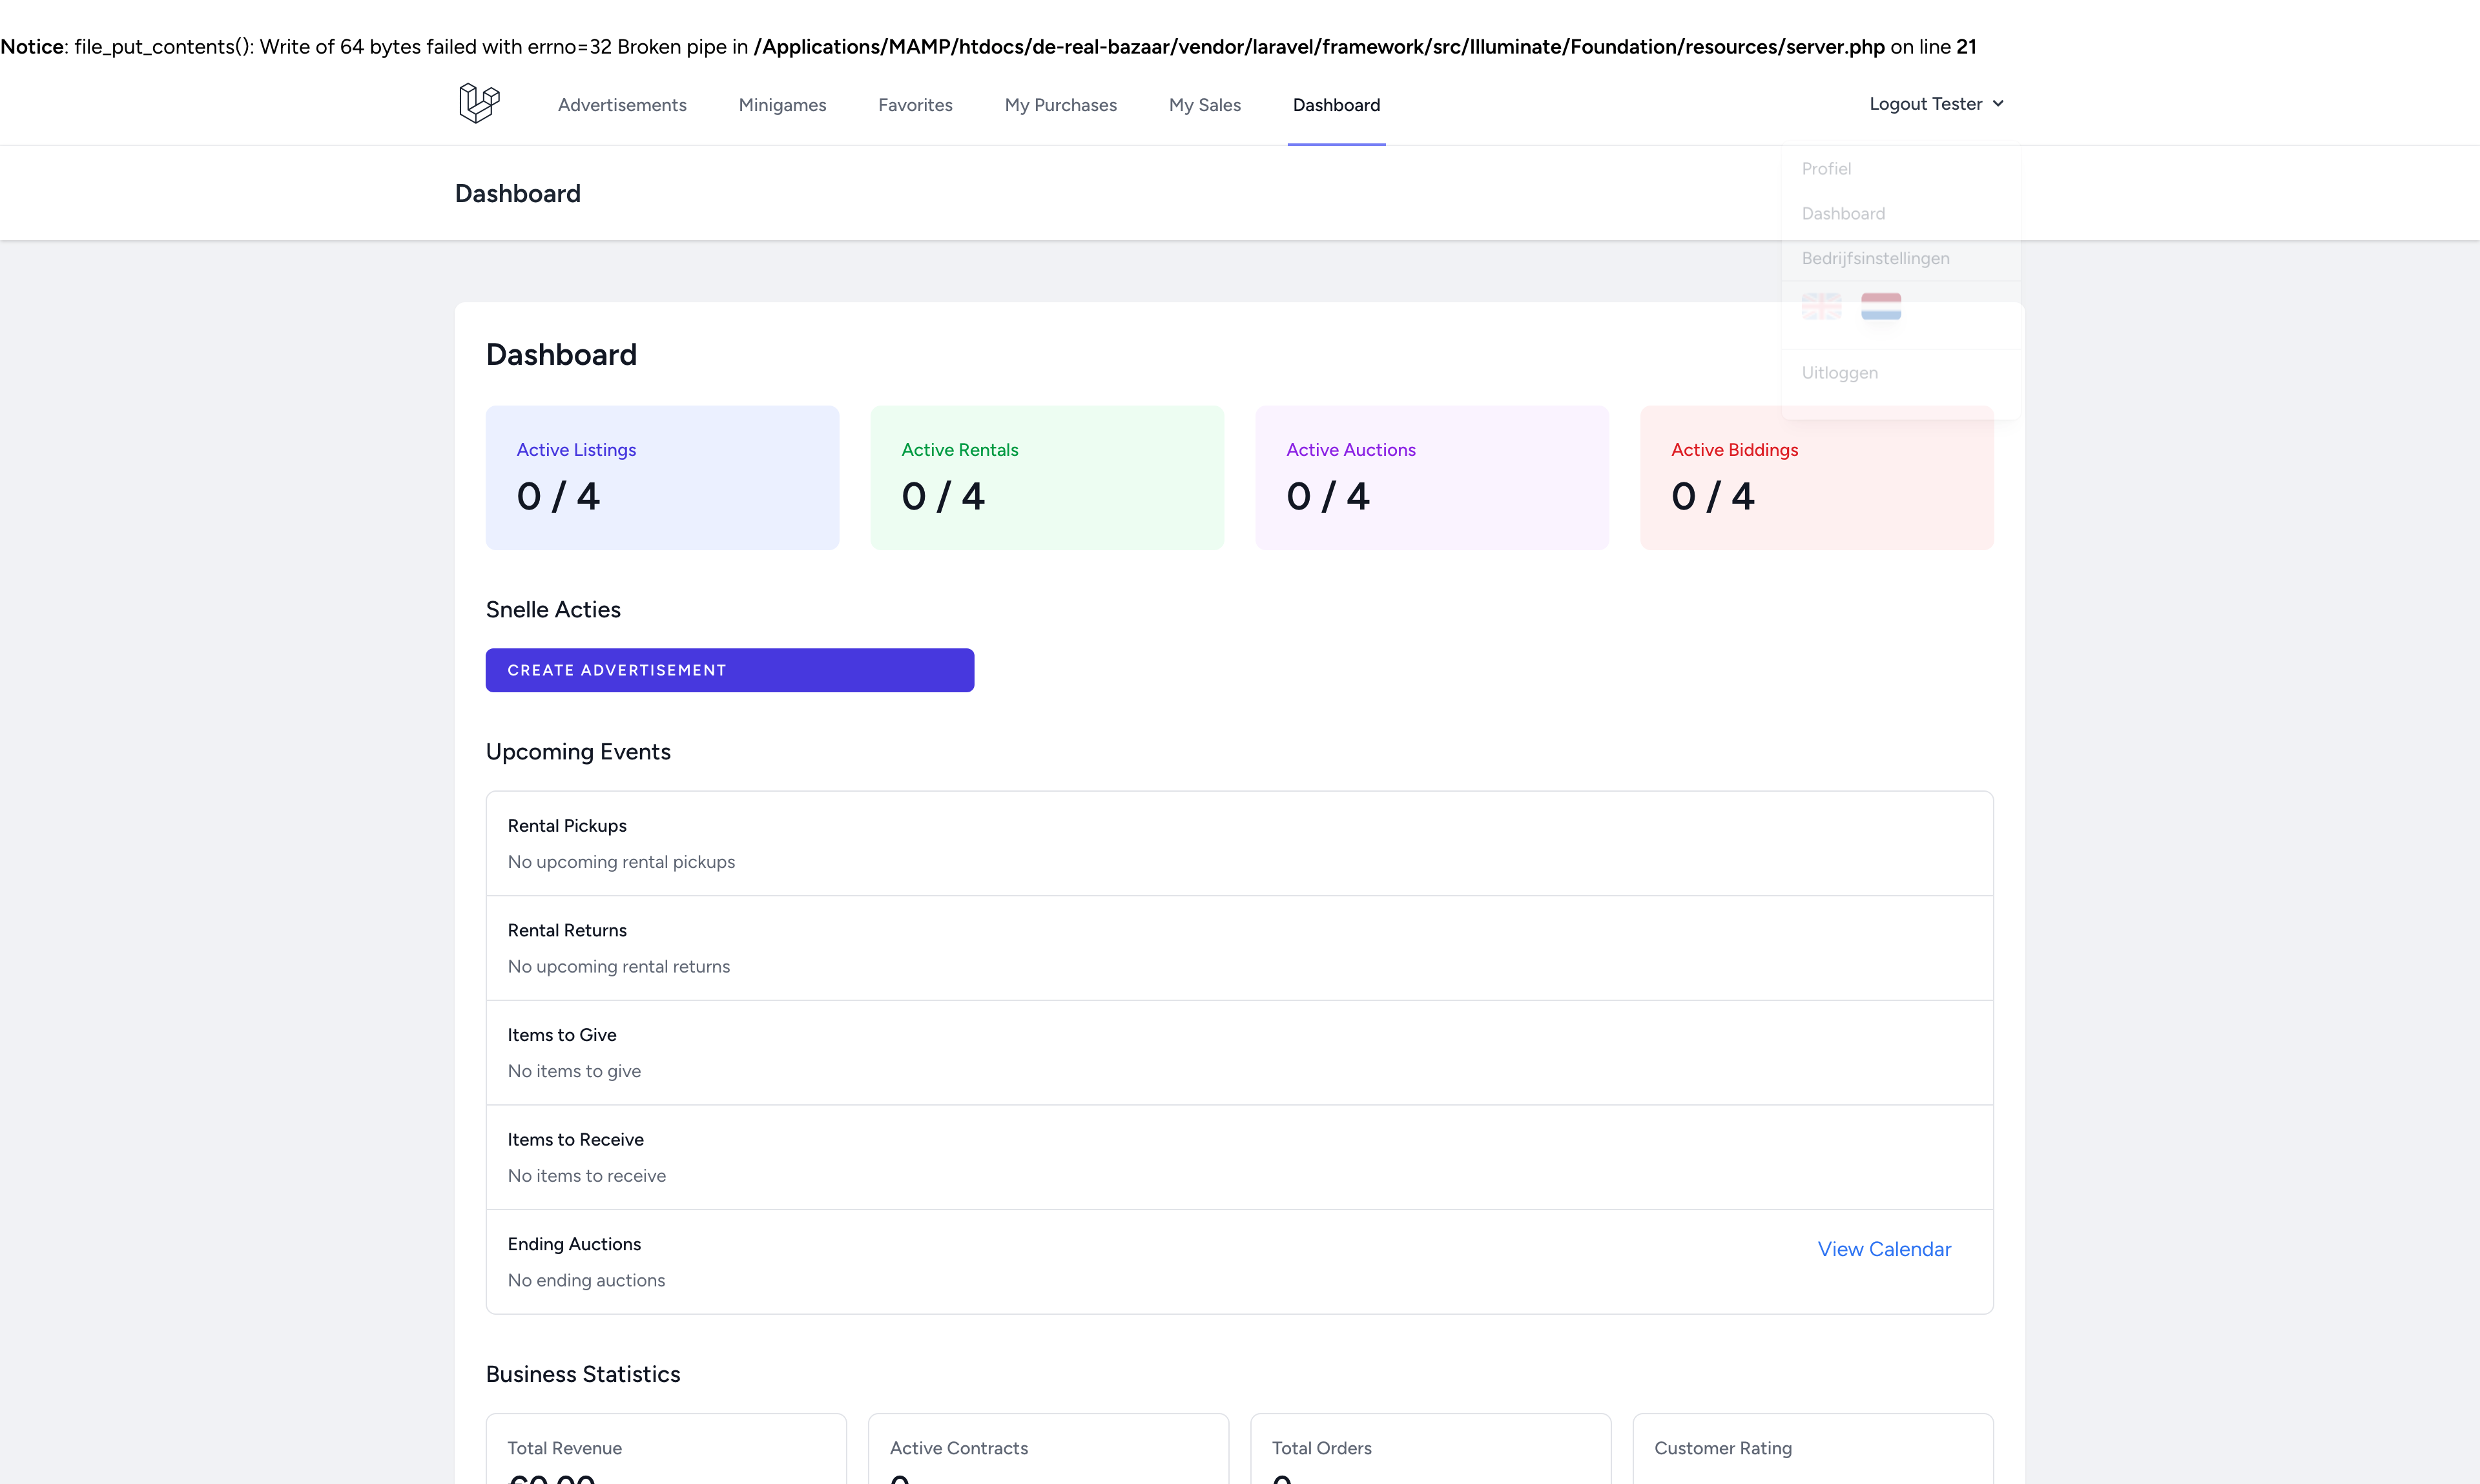 Notice: file_put_contents(): Write of 64 bytes failed with errno=32 Broken pipe in /Applications/MAMP/htdocs/de-real-bazaar/vendor/laravel/framework/src/Illuminate/Foundation/resources/server.php on line 21
Advertisements Minigames Favorites My Purchases My Sales Dashboard Logout Tester
Profiel
Dashboard
Dashboard
Bedrijfsinstellingen
Uitloggen
Dashboard
Active Listings
0 / 4
Active Rentals
0 / 4
Active Auctions
0 / 4
Active Biddings
0 / 4
Snelle Acties
CREATE ADVERTISEMENT
Upcoming Events
Rental Pickups
No upcoming rental pickups
Rental Returns
No upcoming rental returns
Items to Give
No items to give
Items to Receive
No items to receive
Ending Auctions
No ending auctions
View Calendar
Business Statistics
Total Revenue
Active Contracts
0
Total Orders
0
Customer Rating